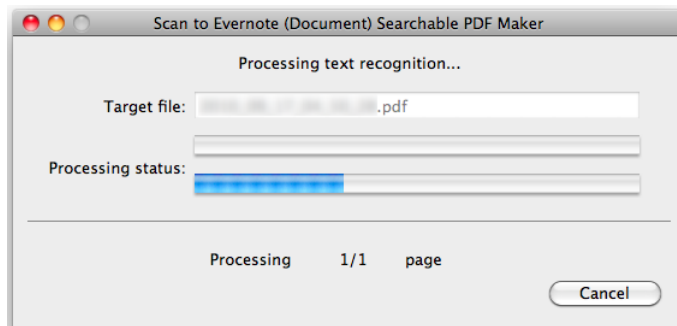 Scan to Evernote (Document) Searchable PDF Maker
Processing text recognition...
Target file: .pdf
Processing status:
Processing 1/1 page
Cancel